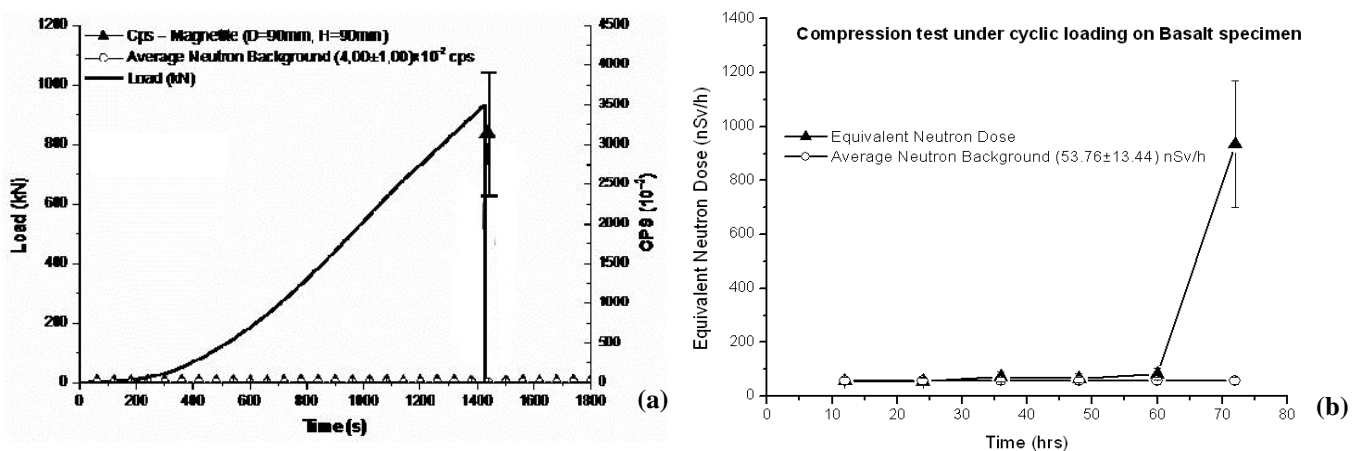 1200
1000
800
600
400
200
0
Load (kN)
Cps – Magnetite (D=90mm, H=90mm)
Average Neutron Background (4,00±1,00)×10⁻² cps
Load (kN)
4500
4000
3500
3000
2500
2000
1500
1000
500
0
CPS (10⁻²)
0 200 400 600 800 1000 1200 1400 1600 1800
Time (s)
(a)
1400
1200
1000
800
600
400
200
0
Equivalent Neutron Dose (nSv/h)
Compression test under cyclic loading on Basalt specimen
Equivalent Neutron Dose
Average Neutron Background (53.76±13.44) nSv/h
0 10 20 30 40 50 60 70 80
Time (hrs)
(b)